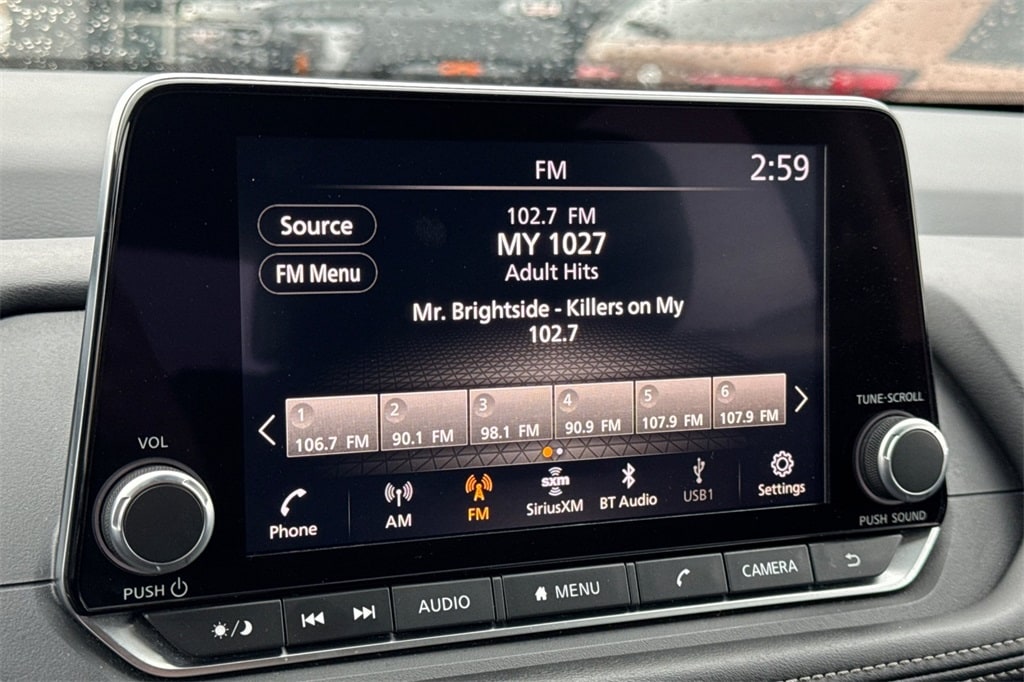 FM
2:59
Source
102.7 FM
MY 1027
FM Menu
Adult Hits
Mr. Brightside - Killers on My
102.7
1
106.7 FM
2
90.1 FM
3
98.1 FM
4
90.9 FM
5
107.9 FM
6
107.9 FM
Phone
AM
FM
sxm
SiriusXM
BT Audio
USB1
Settings
VOL
PUSH
TUNE·SCROLL
PUSH SOUND
AUDIO
MENU
CAMERA